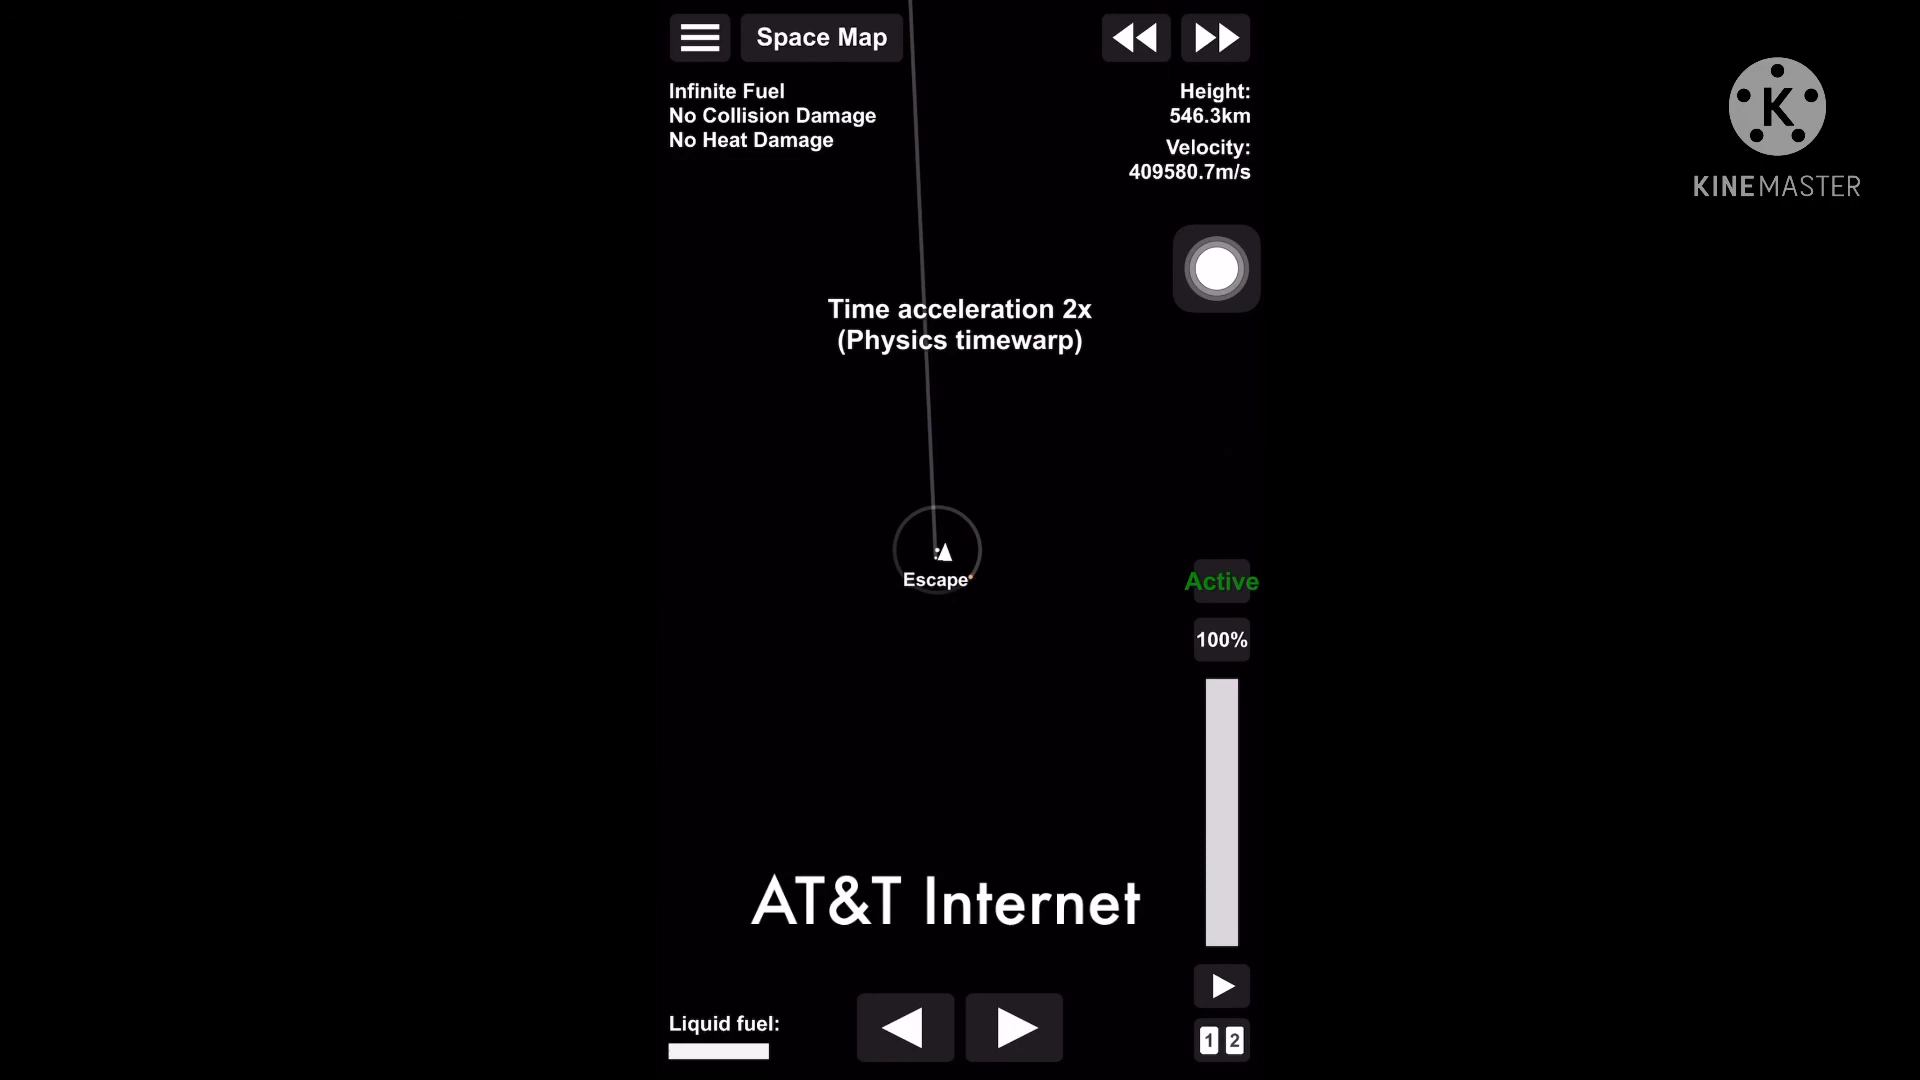 Space Map
Infinite Fuel
No Collision Damage
No Heat Damage
Height:
546.3km
Velocity:
409580.7m/s
K
KINEMASTER
Time acceleration 2x
(Physics timewarp)
Escape
Active
100%
AT&T Internet
Liquid fuel:
1 2